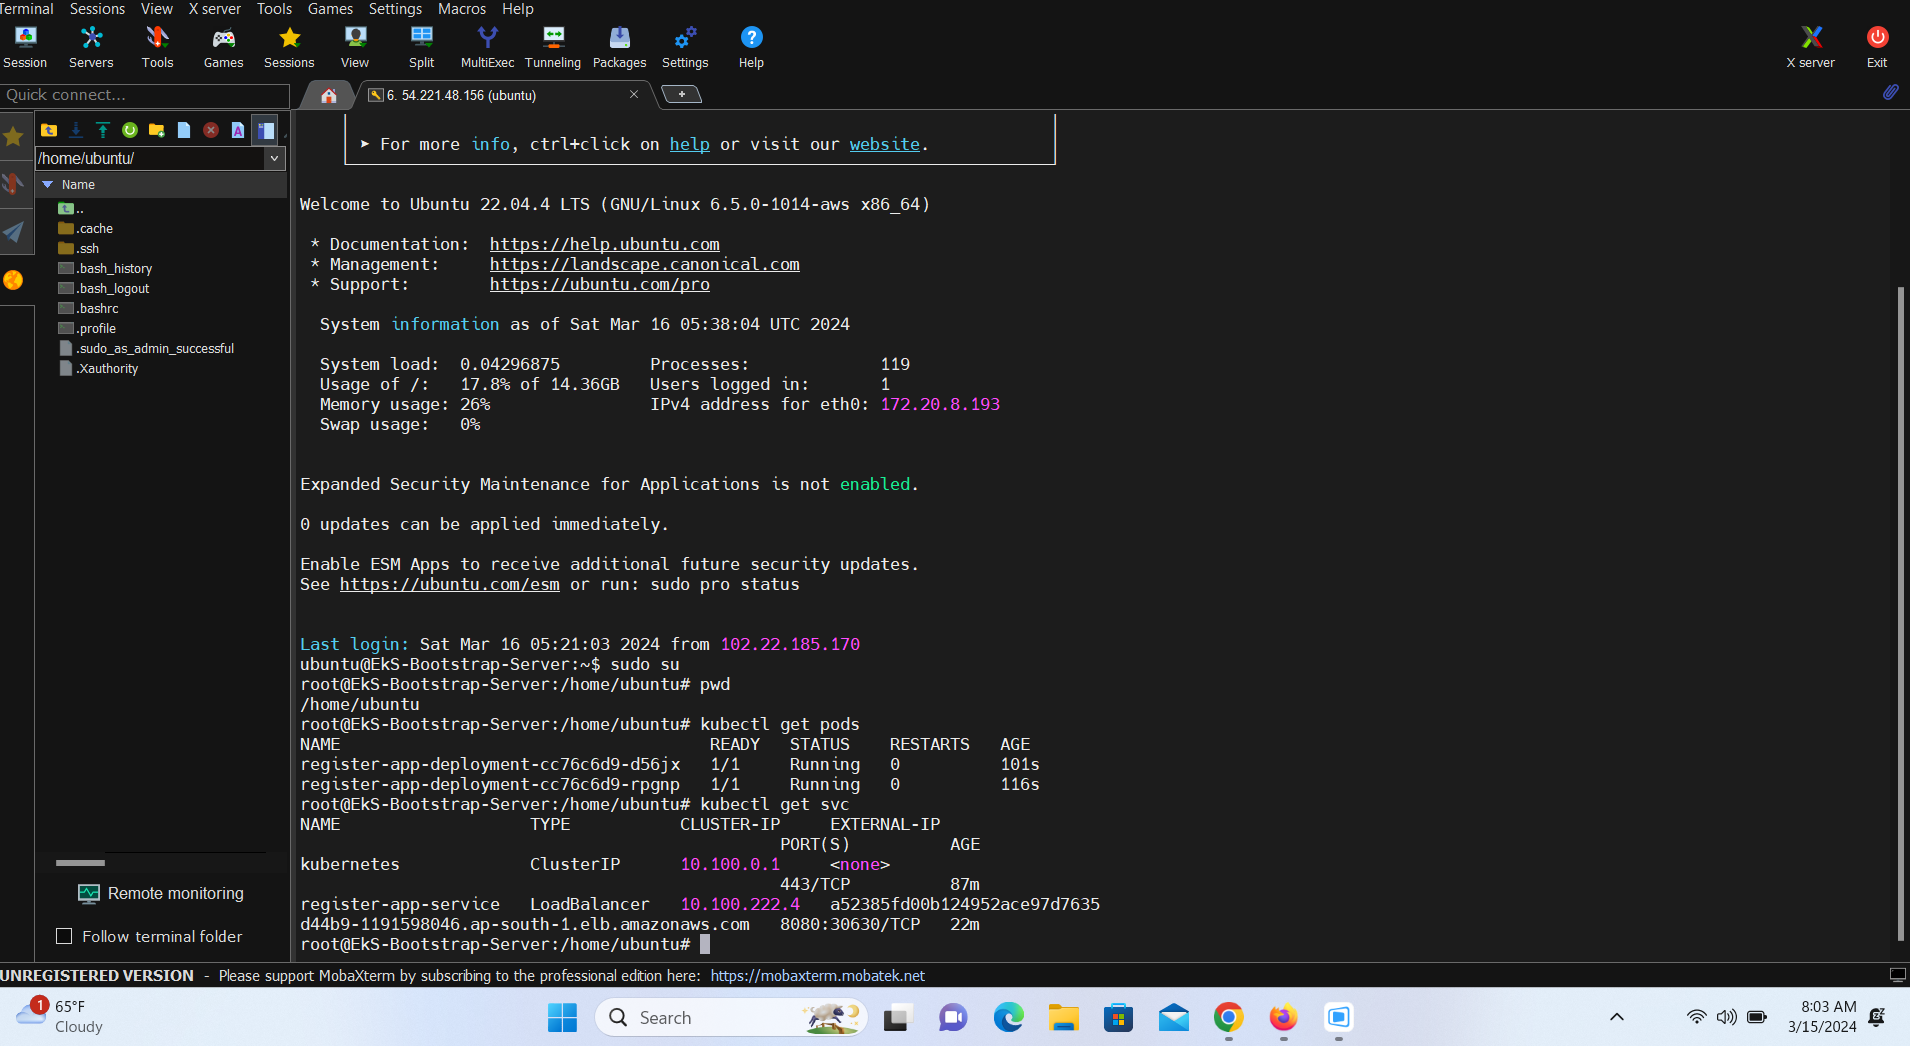 Terminal Sessions View X server Tools Games Settings Macros Help
Session Servers Tools Games Sessions View Split MultiExec Tunneling Packages Settings Help X server Exit
Quick connect...
6. 54.221.48.156 (ubuntu)
/home/ubuntu/
Name
..
.cache
.ssh
.bash_history
.bash_logout
.bashrc
.profile
.sudo_as_admin_successful
.Xauthority
Remote monitoring
Follow terminal folder
➤ For more info, ctrl+click on help or visit our website.
Welcome to Ubuntu 22.04.4 LTS (GNU/Linux 6.5.0-1014-aws x86_64)
* Documentation:  https://help.ubuntu.com
* Management:     https://landscape.canonical.com
* Support:        https://ubuntu.com/pro
System information as of Sat Mar 16 05:38:04 UTC 2024
System load:  0.04296875         Processes:             119
Usage of /:   17.8% of 14.36GB   Users logged in:       1
Memory usage: 26%                IPv4 address for eth0: 172.20.8.193
Swap usage:   0%
Expanded Security Maintenance for Applications is not enabled.
0 updates can be applied immediately.
Enable ESM Apps to receive additional future security updates.
See https://ubuntu.com/esm or run: sudo pro status
Last login: Sat Mar 16 05:21:03 2024 from 102.22.185.170
ubuntu@EkS-Bootstrap-Server:~$ sudo su
root@EkS-Bootstrap-Server:/home/ubuntu# pwd
/home/ubuntu
root@EkS-Bootstrap-Server:/home/ubuntu# kubectl get pods
NAME                                     READY   STATUS    RESTARTS   AGE
register-app-deployment-cc76c6d9-d56jx   1/1     Running   0          101s
register-app-deployment-cc76c6d9-rpgnp   1/1     Running   0          116s
root@EkS-Bootstrap-Server:/home/ubuntu# kubectl get svc
NAME                   TYPE           CLUSTER-IP     EXTERNAL-IP
PORT(S)          AGE
kubernetes             ClusterIP      10.100.0.1     <none>
443/TCP          87m
register-app-service   LoadBalancer   10.100.222.4   a52385fd00b124952ace97d7635
d44b9-1191598046.ap-south-1.elb.amazonaws.com   8080:30630/TCP   22m
root@EkS-Bootstrap-Server:/home/ubuntu#
UNREGISTERED VERSION - Please support MobaXterm by subscribing to the professional edition here: https://mobaxterm.mobatek.net
1
65°F
Cloudy
Search
8:03 AM
3/15/2024